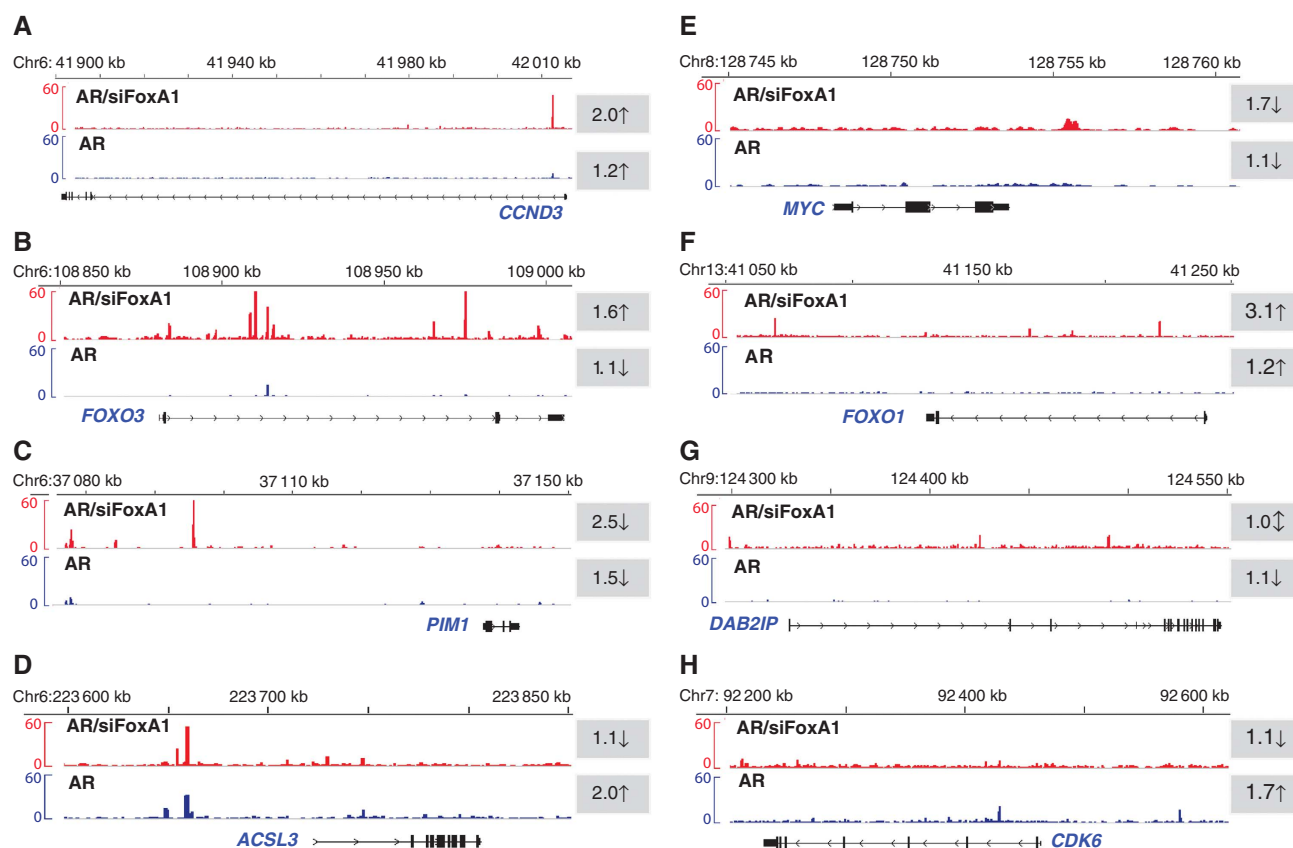 A
Chr6: 41 900 kb 41 940 kb 41 980 kb 42 010 kb
60
AR/siFoxA1
0
2.0↑
60
AR
0
1.2↑
CCND3
B
Chr6:108 850 kb 108 900 kb 108 950 kb 109 000 kb
60
AR/siFoxA1
0
1.6↑
60
AR
0
1.1↓
FOXO3
C
Chr6:37 080 kb 37 110 kb 37 150 kb
60
AR/siFoxA1
0
2.5↓
60
AR
0
1.5↓
PIM1
D
Chr6:223 600 kb 223 700 kb 223 850 kb
60
AR/siFoxA1
0
1.1↓
60
AR
0
2.0↑
ACSL3
E
Chr8:128 745 kb 128 750 kb 128 755 kb 128 760 kb
60
AR/siFoxA1
0
1.7↓
60
AR
0
1.1↓
MYC
F
Chr13:41 050 kb 41 150 kb 41 250 kb
60
AR/siFoxA1
0
3.1↑
60
AR
0
1.2↑
FOXO1
G
Chr9:124 300 kb 124 400 kb 124 550 kb
60
AR/siFoxA1
0
1.0↕
60
AR
0
1.1↓
DAB2IP
H
Chr7: 92 200 kb 92 400 kb 92 600 kb
60
AR/siFoxA1
0
1.1↓
60
AR
0
1.7↑
CDK6